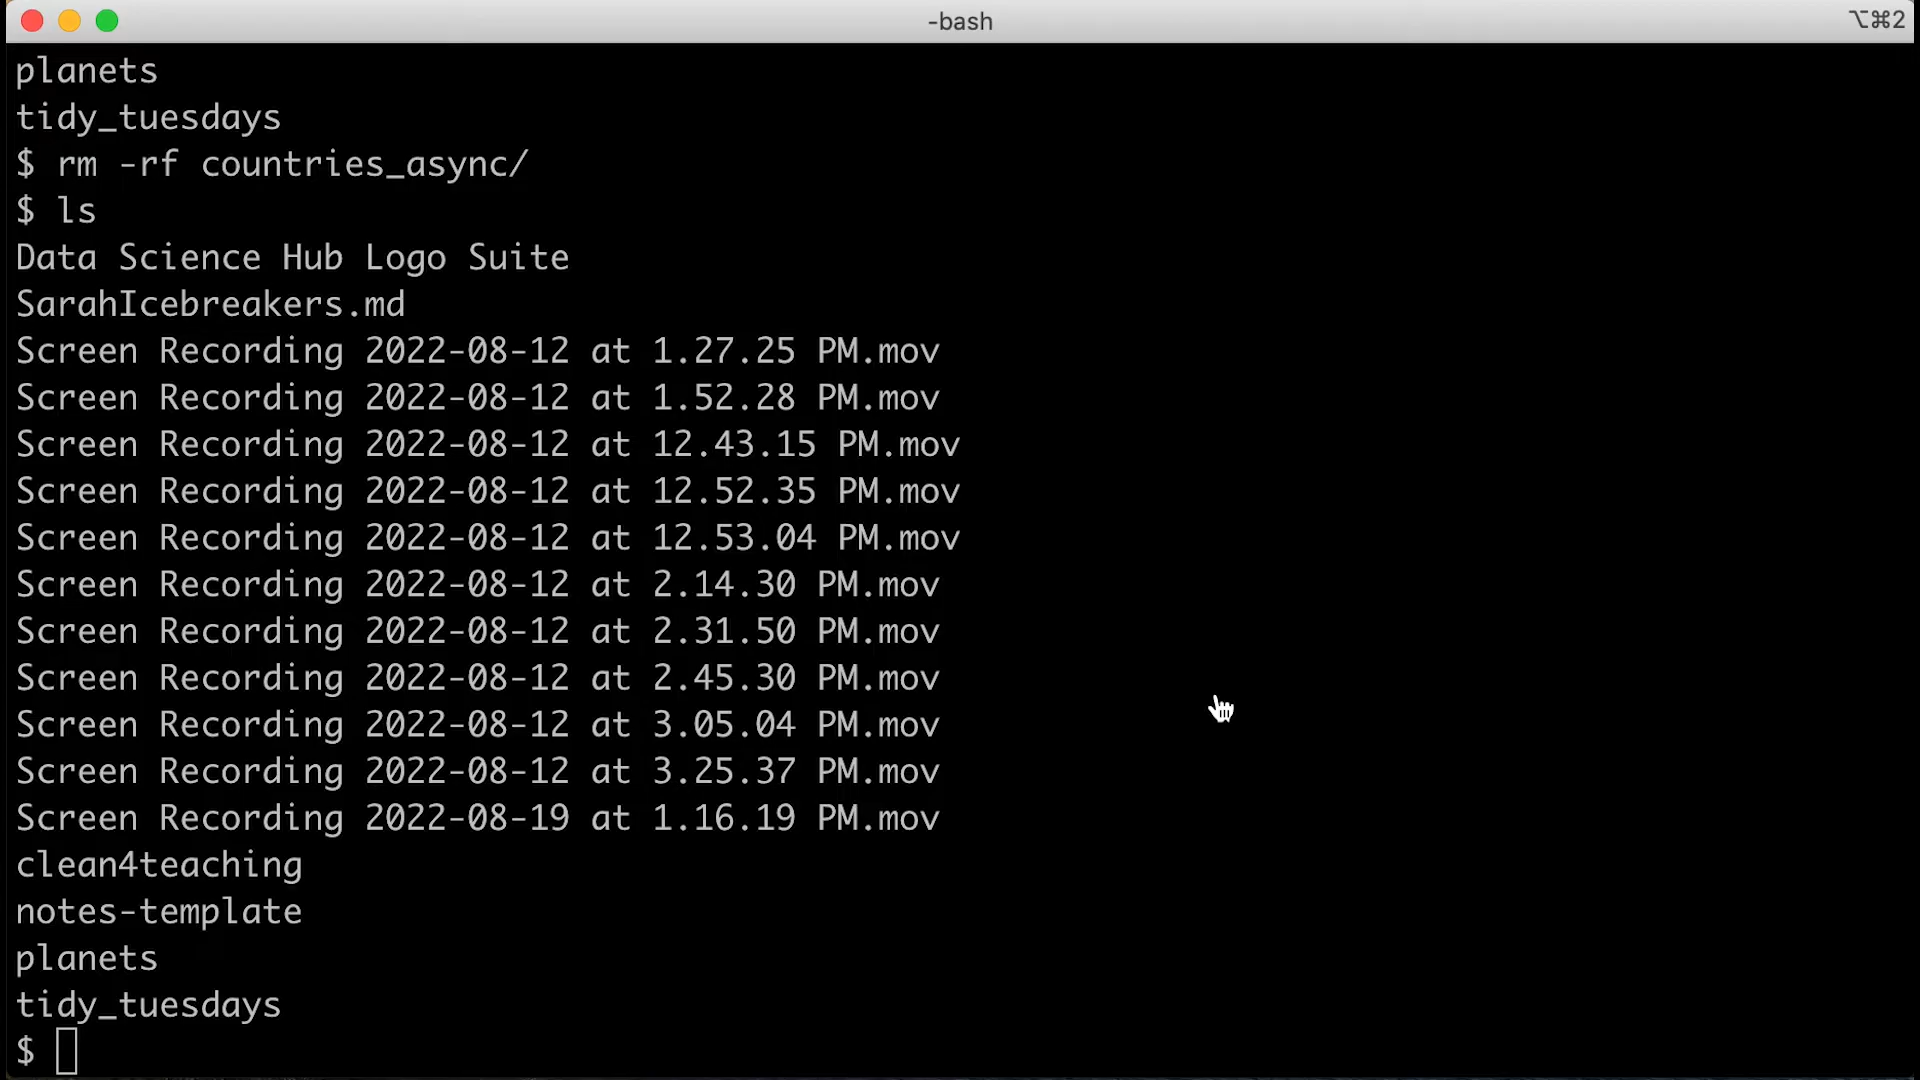 -bash
⌥⌘2
planets
tidy_tuesdays
$ rm -rf countries_async/
$ ls
Data Science Hub Logo Suite
SarahIcebreakers.md
Screen Recording 2022-08-12 at 1.27.25 PM.mov
Screen Recording 2022-08-12 at 1.52.28 PM.mov
Screen Recording 2022-08-12 at 12.43.15 PM.mov
Screen Recording 2022-08-12 at 12.52.35 PM.mov
Screen Recording 2022-08-12 at 12.53.04 PM.mov
Screen Recording 2022-08-12 at 2.14.30 PM.mov
Screen Recording 2022-08-12 at 2.31.50 PM.mov
Screen Recording 2022-08-12 at 2.45.30 PM.mov
Screen Recording 2022-08-12 at 3.05.04 PM.mov
Screen Recording 2022-08-12 at 3.25.37 PM.mov
Screen Recording 2022-08-19 at 1.16.19 PM.mov
clean4teaching
notes-template
planets
tidy_tuesdays
$